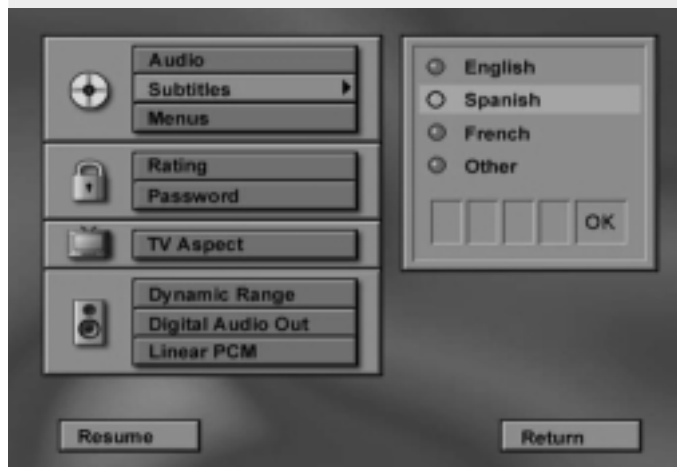 Audio
Subtitles
Menus
Rating
Password
TV Aspect
Dynamic Range
Digital Audio Out
Linear PCM
English
Spanish
French
Other
OK
Resume
Return